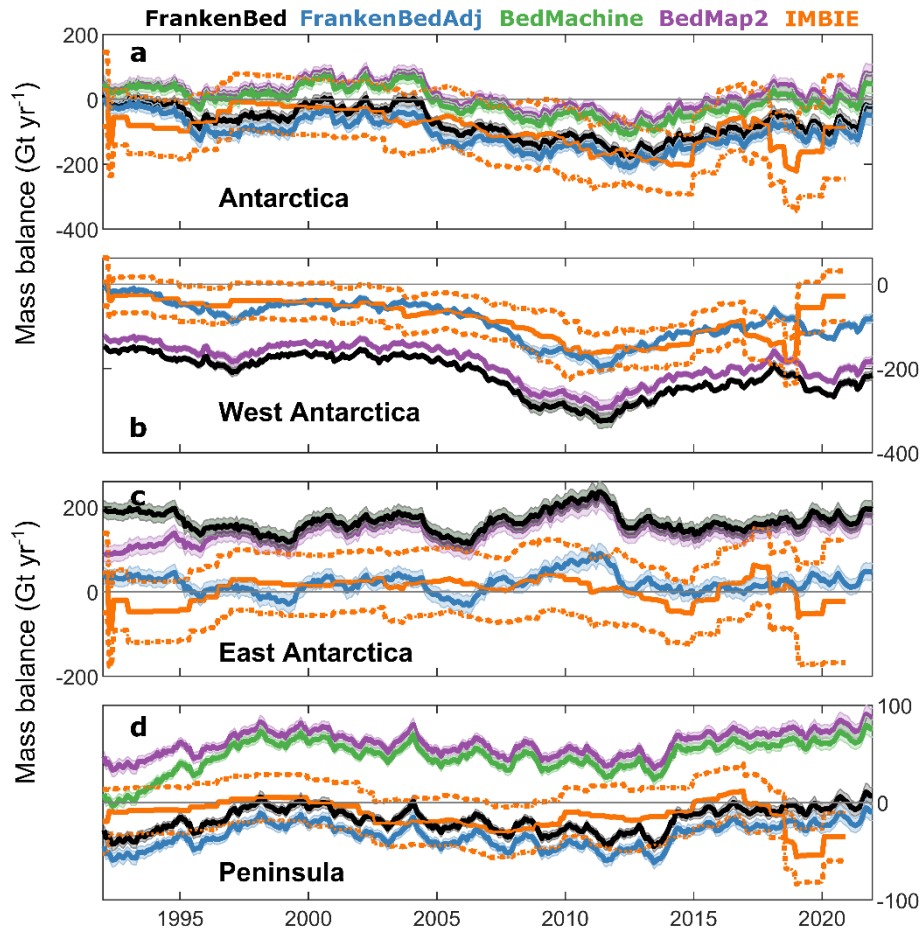 FrankenBed FrankenBedAdj BedMachine BedMap2 IMBIE
a
200
0
-200
-400
Antarctica
Mass balance (Gt yr-1)
0
-200
-400
West Antarctica
b
c
200
0
-200
East Antarctica
Mass balance (Gt yr-1)
d
100
0
-100
Peninsula
1995 2000 2005 2010 2015 2020